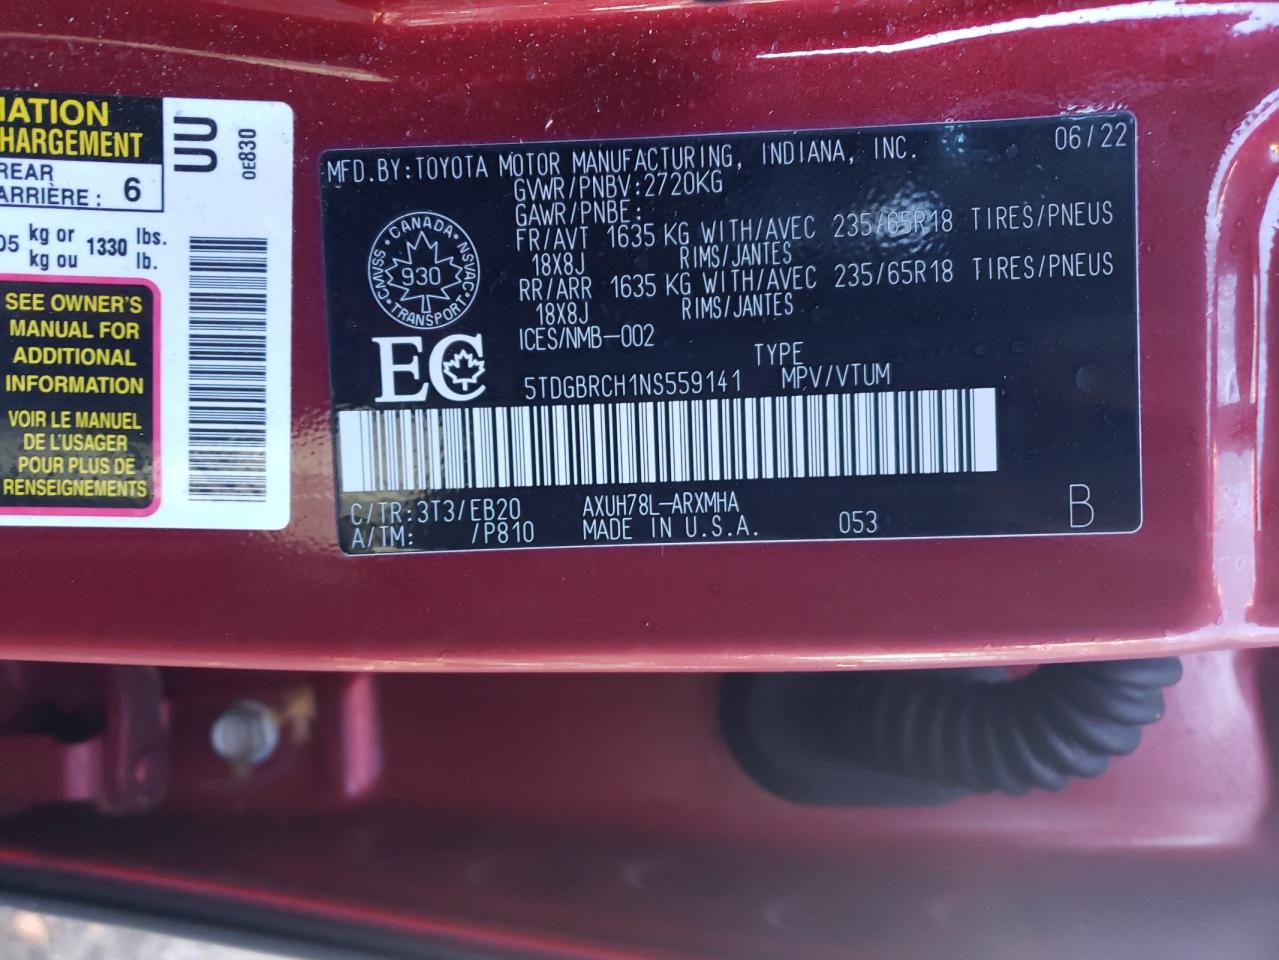 IATION
HARGEMENT
REAR
ARRIÈRE : 6
05 kg or 1330 lbs.
kg ou lb.
SEE OWNER'S
MANUAL FOR
ADDITIONAL
INFORMATION
VOIR LE MANUEL
DE L'USAGER
POUR PLUS DE
RENSEIGNEMENTS
UU
0E830
MFD.BY:TOYOTA MOTOR MANUFACTURING, INDIANA, INC. 06/22
GVWR/PNBV:2720KG
GAWR/PNBE:
FR/AVT 1635 KG WITH/AVEC 235/65R18 TIRES/PNEUS
18X8J RIMS/JANTES
RR/ARR 1635 KG WITH/AVEC 235/65R18 TIRES/PNEUS
18X8J RIMS/JANTES
ICES/NMB-002
CANADA
CMVSS NSVAC
930
TRANSPORT
EC
TYPE
5TDGBRCH1NS559141 MPV/VTUM
C/TR:3T3/EB20 AXUH78L-ARXMHA
A/TM: /P810 MADE IN U.S.A. 053 B